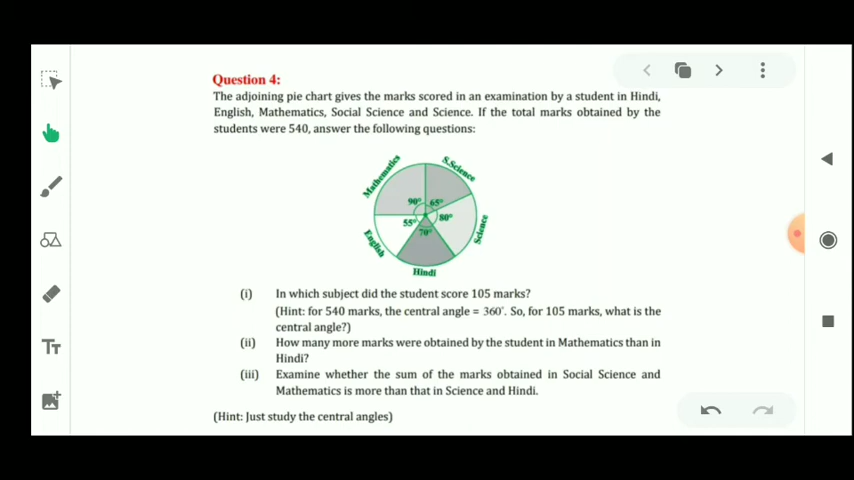 Question 4:
The adjoining pie chart gives the marks scored in an examination by a student in Hindi,
English, Mathematics, Social Science and Science. If the total marks obtained by the
students were 540, answer the following questions:
Mathematics
S.Science
90° 65°
55° 80°
70°
English
Science
Hindi
(i) In which subject did the student score 105 marks?
(Hint: for 540 marks, the central angle = 360°. So, for 105 marks, what is the
central angle?)
(ii) How many more marks were obtained by the student in Mathematics than in
Hindi?
(iii) Examine whether the sum of the marks obtained in Social Science and
Mathematics is more than that in Science and Hindi.
(Hint: Just study the central angles)
Tт